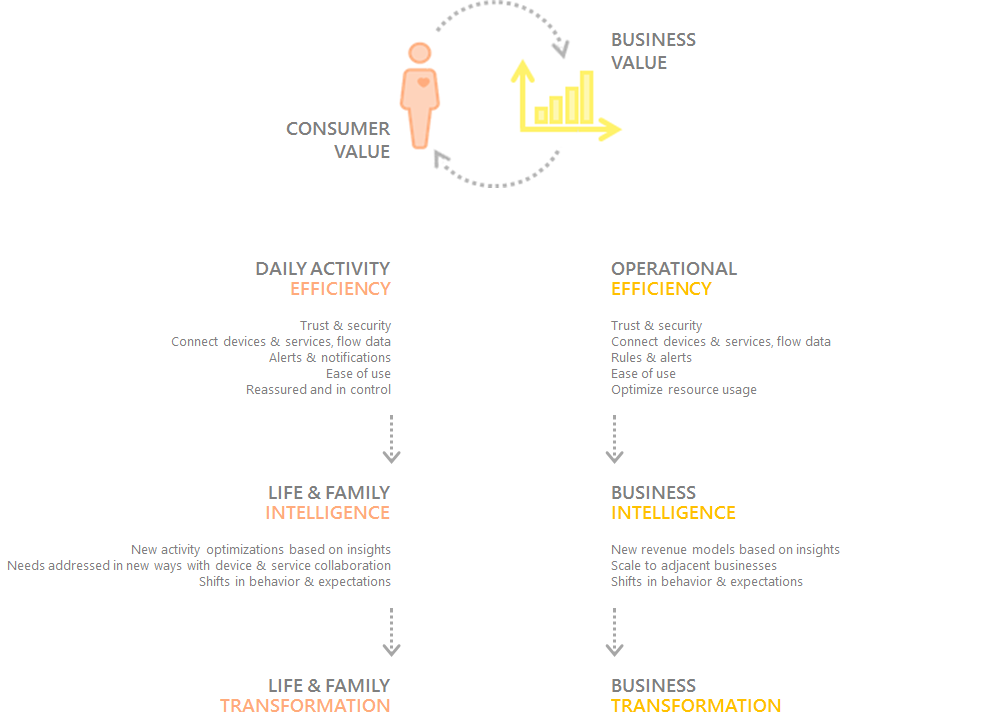 BUSINESS
VALUE
CONSUMER
VALUE
DAILY ACTIVITY
EFFICIENCY
Trust & security
Connect devices & services, flow data
Alerts & notifications
Ease of use
Reassured and in control
OPERATIONAL
EFFICIENCY
Trust & security
Connect devices & services, flow data
Rules & alerts
Ease of use
Optimize resource usage
LIFE & FAMILY
INTELLIGENCE
New activity optimizations based on insights
Needs addressed in new ways with device & service collaboration
Shifts in behavior & expectations
BUSINESS
INTELLIGENCE
New revenue models based on insights
Scale to adjacent businesses
Shifts in behavior & expectations
LIFE & FAMILY
TRANSFORMATION
BUSINESS
TRANSFORMATION